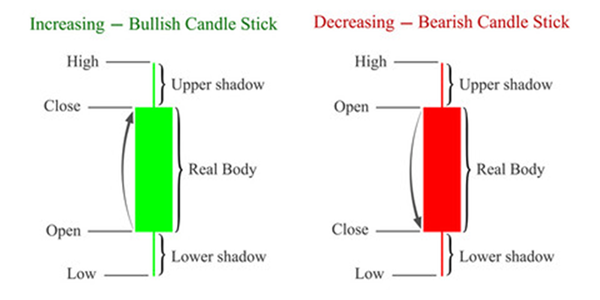 Increasing – Bullish Candle Stick
High
Upper shadow
Close
Real Body
Open
Lower shadow
Low
Decreasing – Bearish Candle Stick
High
Upper shadow
Open
Real Body
Close
Lower shadow
Low